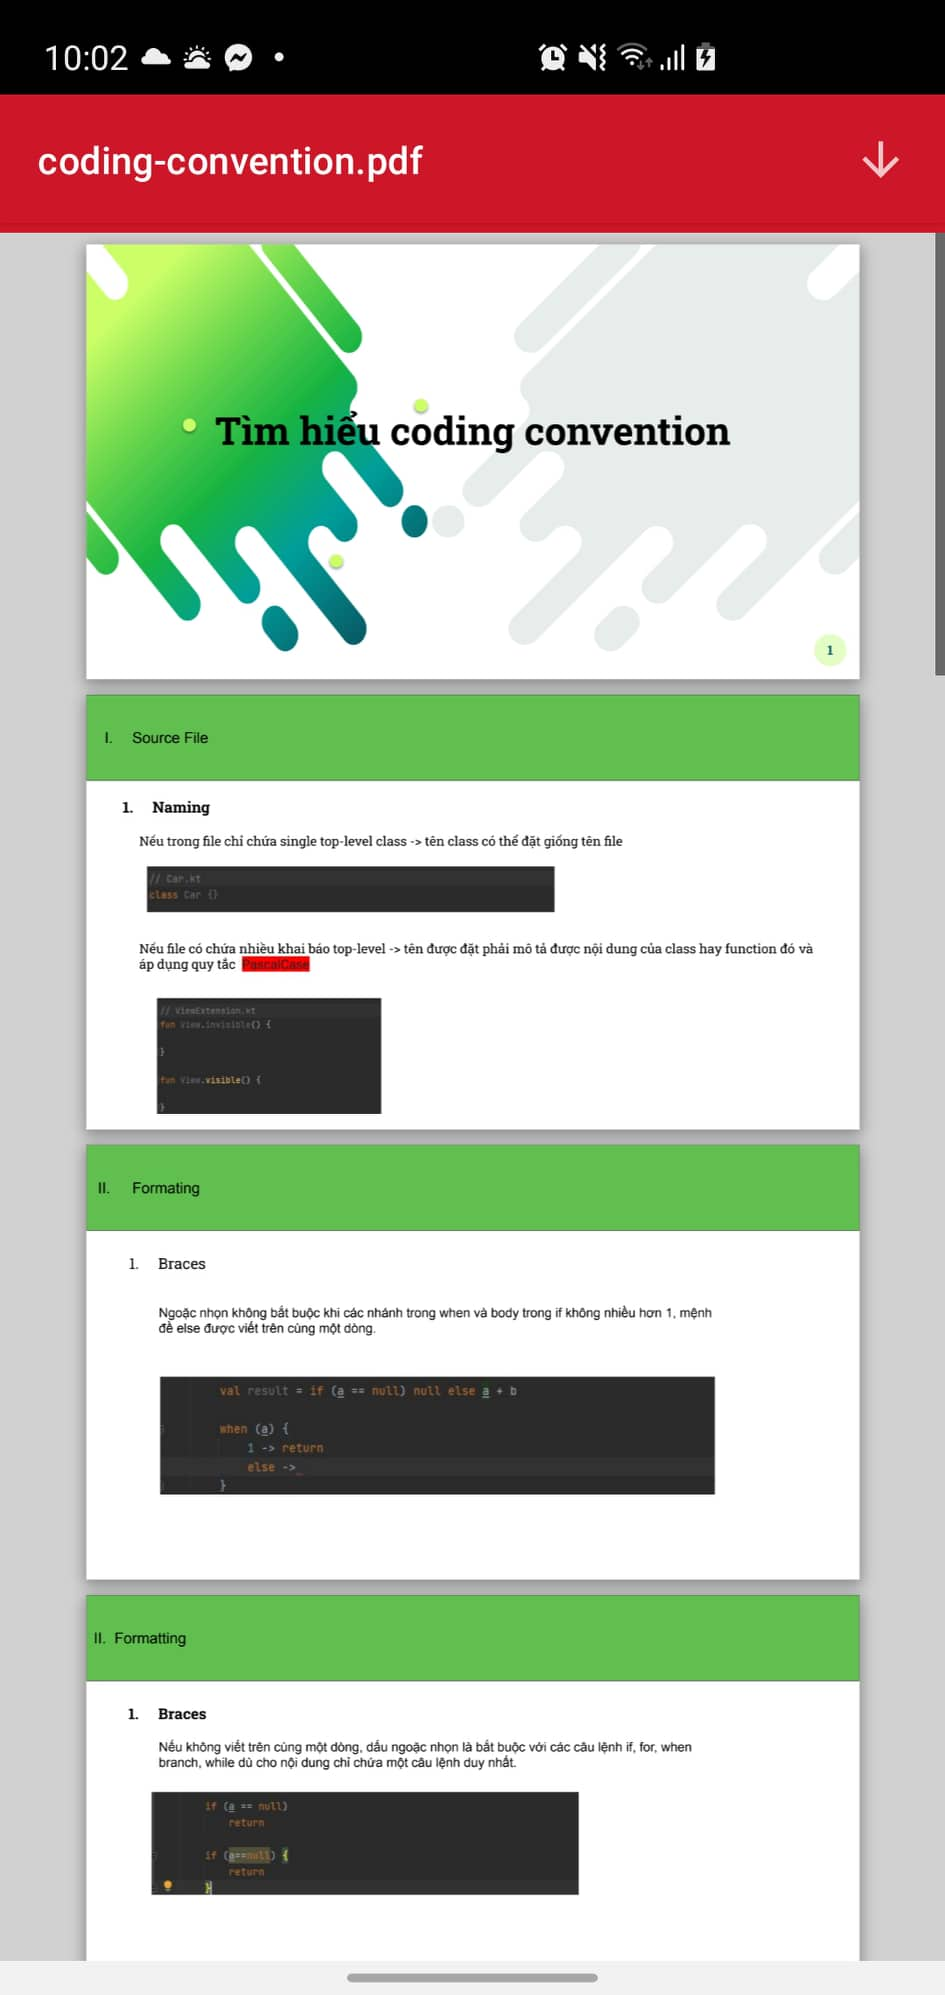 10:02
coding-convention.pdf
Tìm hiểu coding convention
1
I. Source File
1. Naming
Nếu trong file chỉ chứa single top-level class -> tên class có thể đặt giống tên file
// Car.kt
class Car {}
Nếu file có chứa nhiều khai báo top-level -> tên được đặt phải mô tả được nội dung của class hay function đó và
áp dụng quy tắc PascalCase
// ViewExtension.kt
fun View.invisible() {
}
fun View.visible() {
}
II. Formating
1. Braces
Ngoặc nhọn không bắt buộc khi các nhánh trong when và body trong if không nhiều hơn 1, mệnh
đề else được viết trên cùng một dòng.
val result = if (a == null) null else a + b
when (a) {
1 -> return
else ->
}
II. Formatting
1. Braces
Nếu không viết trên cùng một dòng, dấu ngoặc nhọn là bắt buộc với các câu lệnh if, for, when
branch, while dù cho nội dung chỉ chứa một câu lệnh duy nhất.
if (a == null)
return
if (a==null) {
return
}